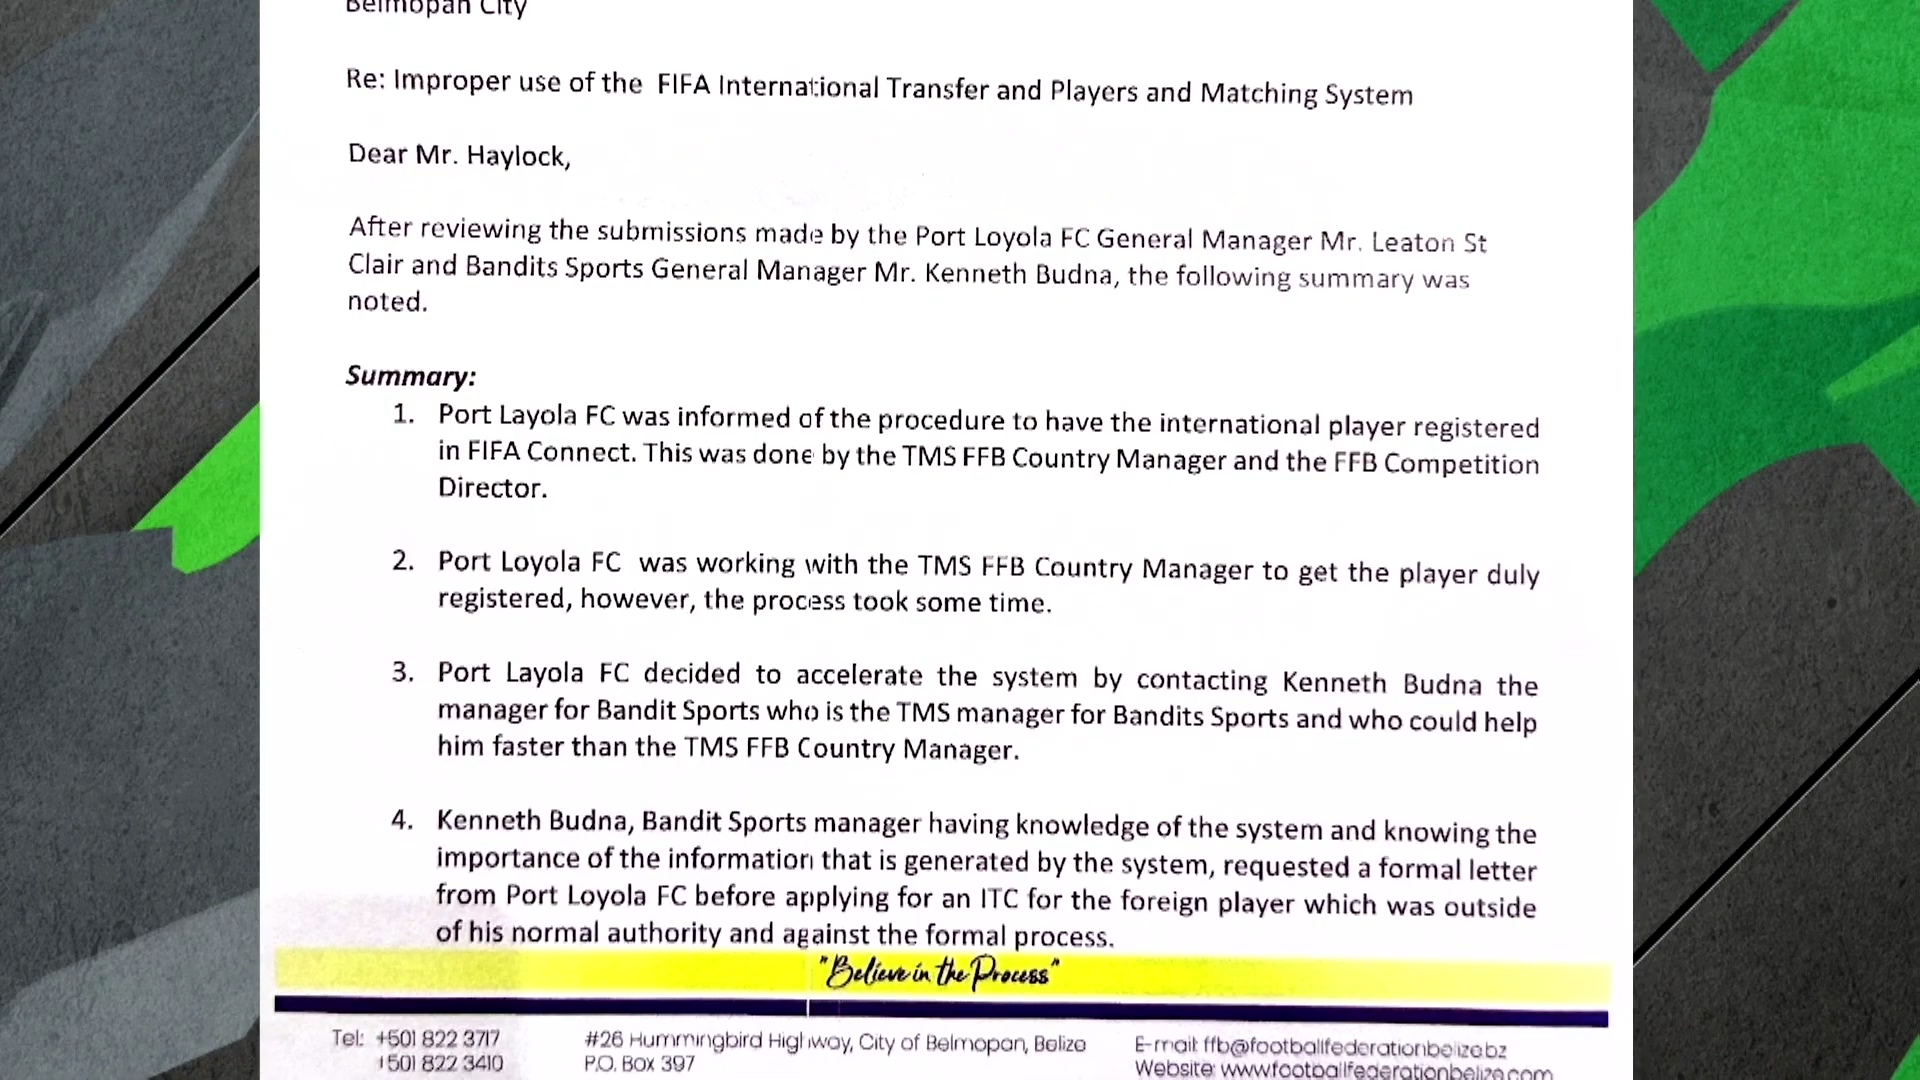 Belmopan City
Re: Improper use of the FIFA International Transfer and Players and Matching System
Dear Mr. Haylock,
After reviewing the submissions made by the Port Loyola FC General Manager Mr. Leaton St
Clair and Bandits Sports General Manager Mr. Kenneth Budna, the following summary was
noted.
Summary:
1. Port Layola FC was informed of the procedure to have the international player registered
in FIFA Connect. This was done by the TMS FFB Country Manager and the FFB Competition
Director.
2. Port Loyola FC was working with the TMS FFB Country Manager to get the player duly
registered, however, the process took some time.
3. Port Layola FC decided to accelerate the system by contacting Kenneth Budna the
manager for Bandit Sports who is the TMS manager for Bandits Sports and who could help
him faster than the TMS FFB Country Manager.
4. Kenneth Budna, Bandit Sports manager having knowledge of the system and knowing the
importance of the information that is generated by the system, requested a formal letter
from Port Loyola FC before applying for an ITC for the foreign player which was outside
of his normal authority and against the formal process.
"Believe in the Process"
Tel: +501 822 3717
+501 822 3410
#26 Hummingbird Highway, City of Belmopan, Belize
P.O. Box 397
E-mail: ffb@footballfederationbelize.bz
Website: www.footballfederationbelize.com